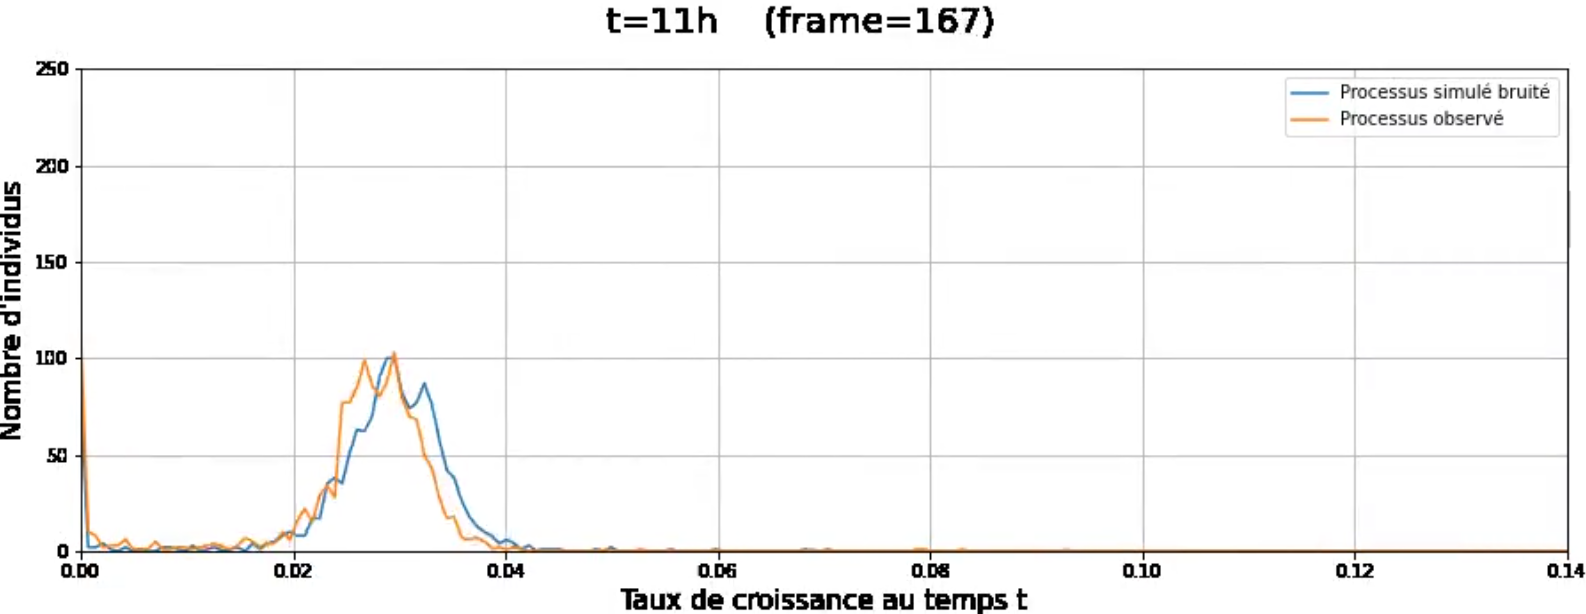 t=11h (frame=167)
250
200
150
100
50
0
Nombre d'individus
Processus simulé bruité
Processus observé
0.00 0.02 0.04 0.06 0.08 0.10 0.12 0.14
Taux de croissance au temps t